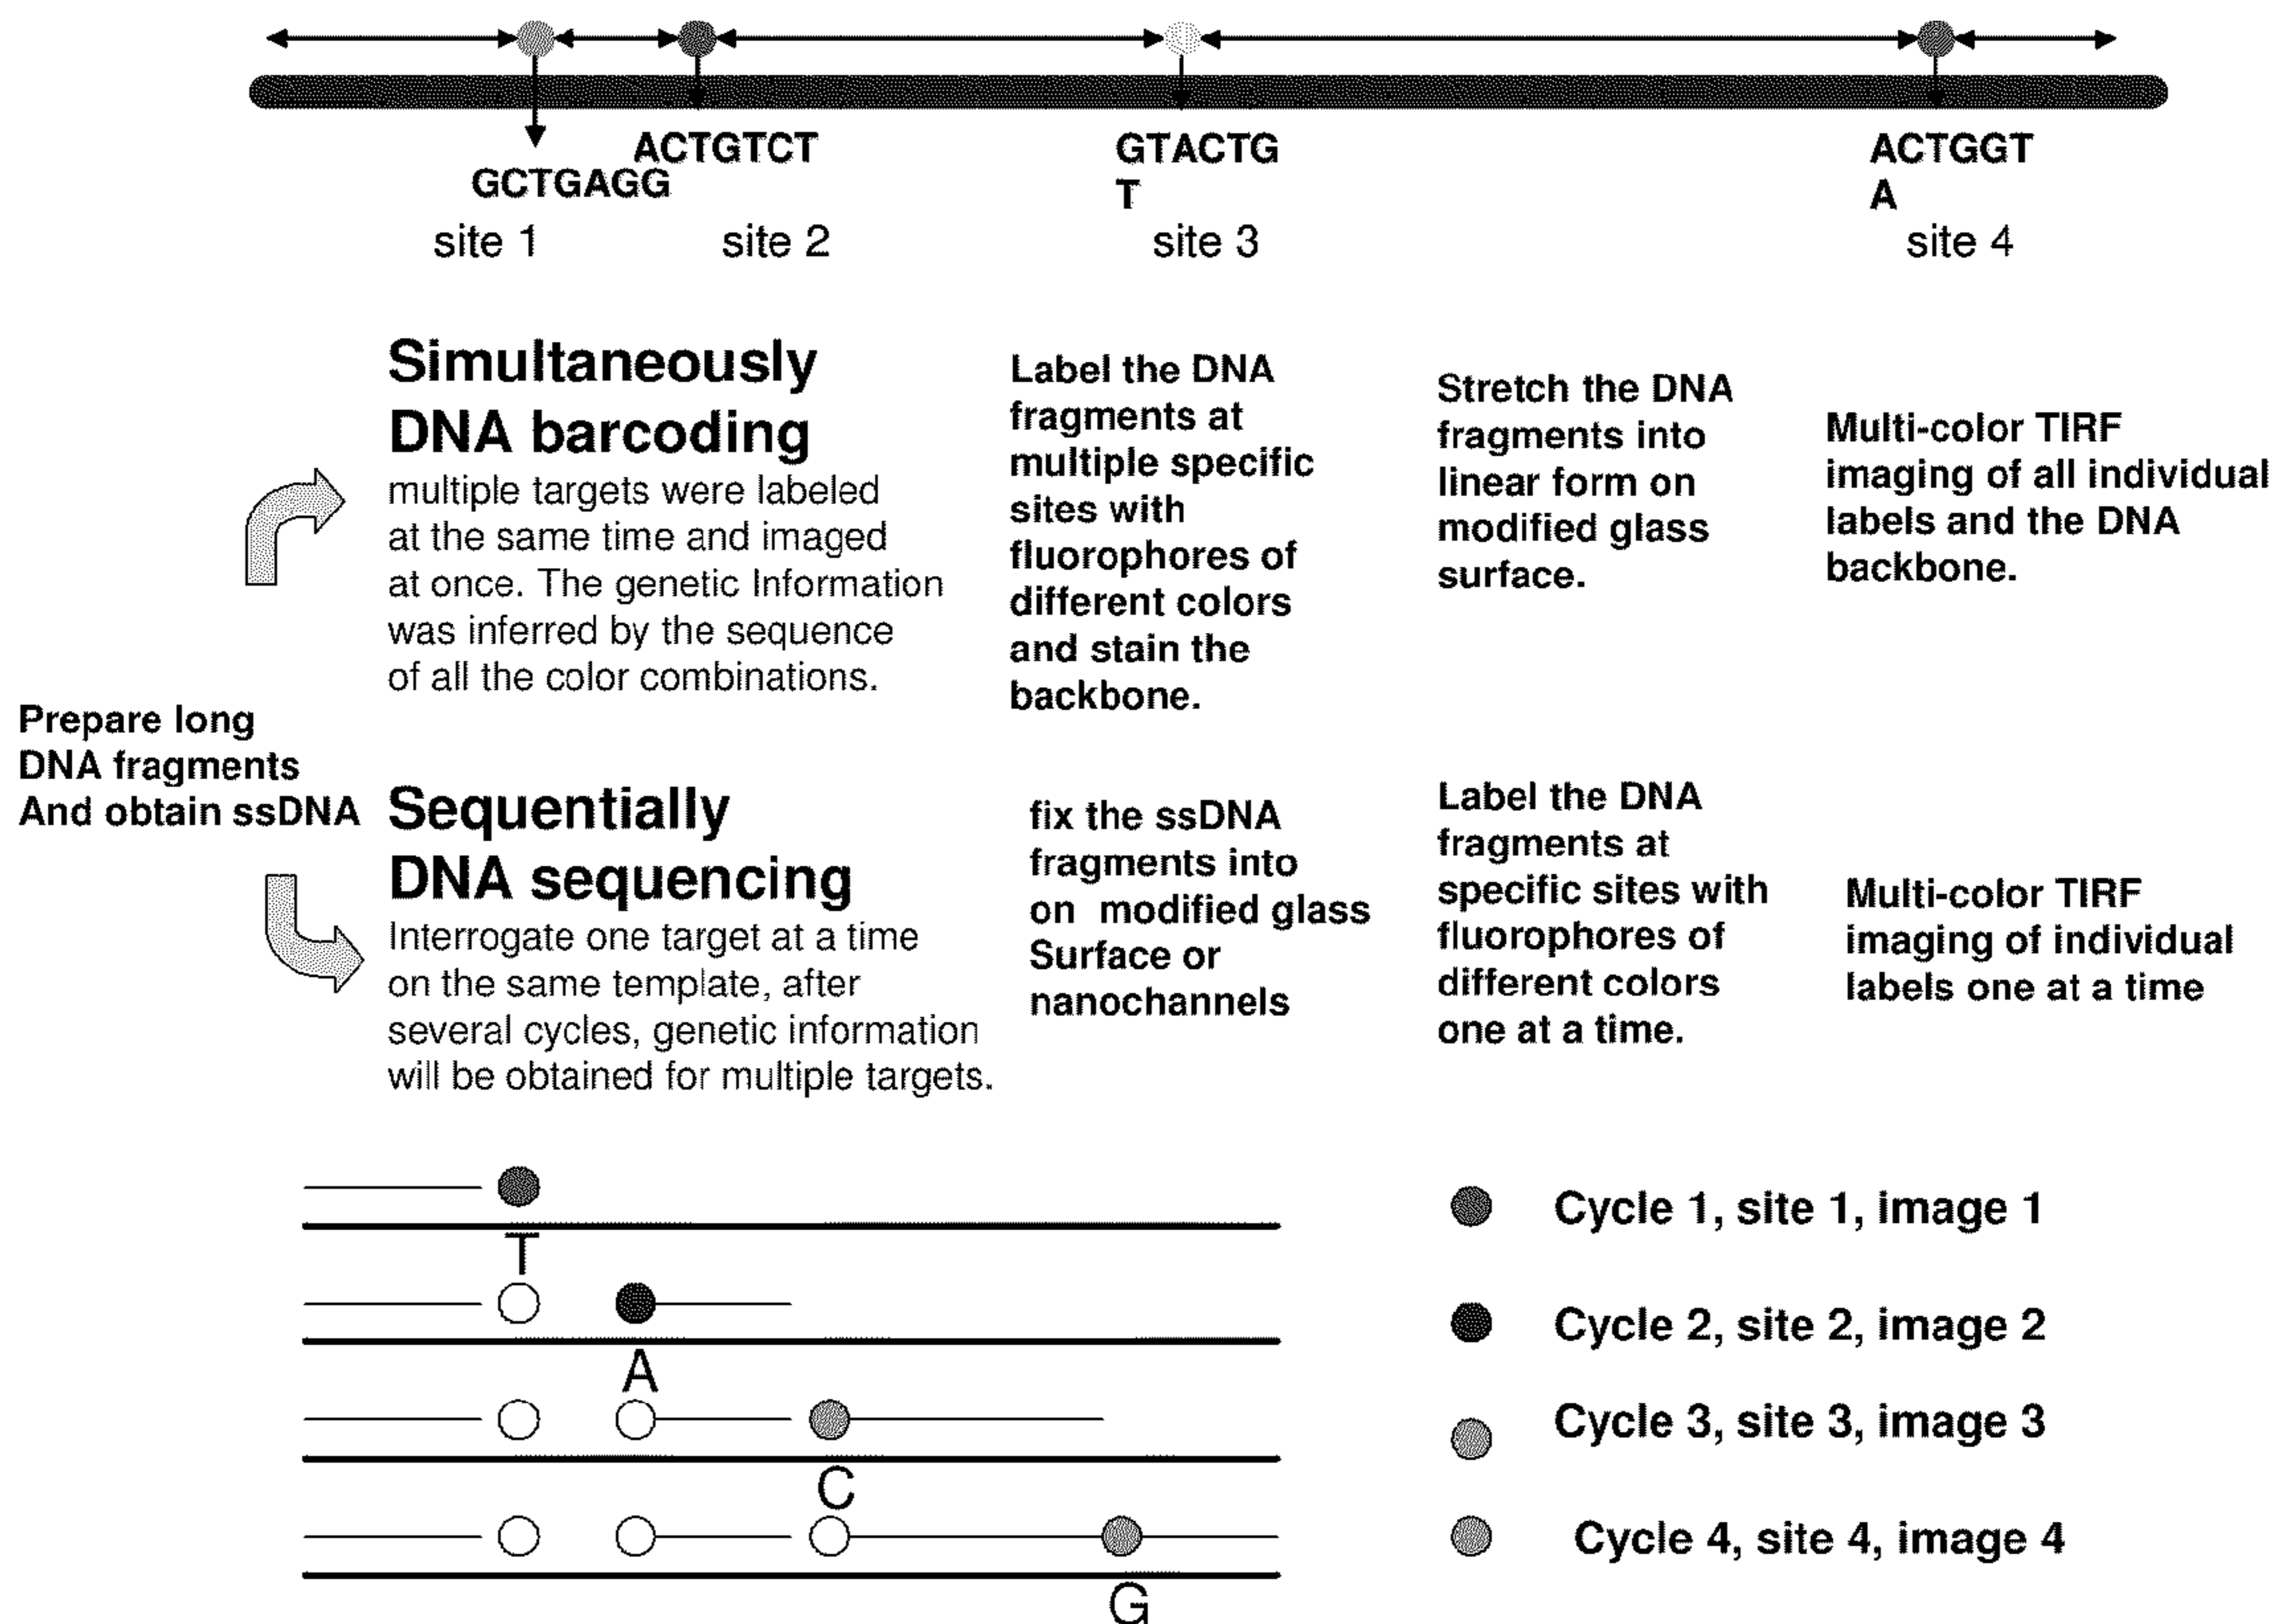 ACTGTCT
GCTGAGG
GTACTG
T
ACTGGT
A
site 1
site 2
site 3
site 4
Simultaneously
DNA barcoding
multiple targets were labeled
at the same time and imaged
at once. The genetic Information
was inferred by the sequence
of all the color combinations.
Label the DNA
fragments at
multiple specific
sites with
fluorophores of
different colors
and stain the
backbone.
Stretch the DNA
fragments into
linear form on
modified glass
surface.
Multi-color TIRF
imaging of all individual
labels and the DNA
backbone.
Prepare long
DNA fragments
And obtain ssDNA
Sequentially
DNA sequencing
Interrogate one target at a time
on the same template, after
several cycles, genetic information
will be obtained for multiple targets.
fix the ssDNA
fragments into
on modified glass
Surface or
nanochannels
Label the DNA
fragments at
specific sites with
fluorophores of
different colors
one at a time.
Multi-color TIRF
imaging of individual
labels one at a time
T
Cycle 1, site 1, image 1
A
Cycle 2, site 2, image 2
C
Cycle 3, site 3, image 3
G
Cycle 4, site 4, image 4